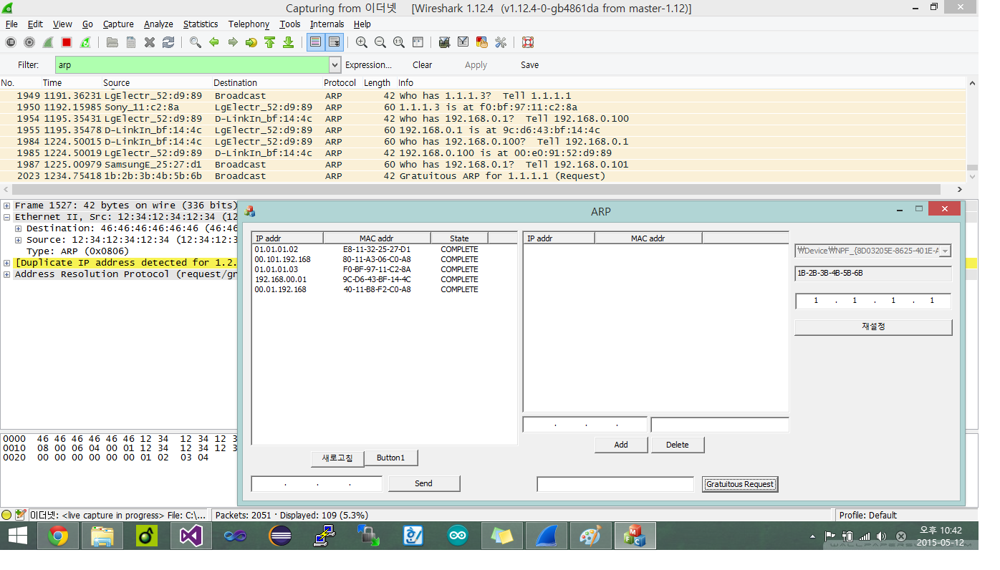 Capturing from 이더넷 [Wireshark 1.12.4 (v1.12.4-0-gb4861da from master-1.12)]
File Edit View Go Capture Analyze Statistics Telephony Tools Internals Help
Filter: arp Expression... Clear Apply Save
No. Time Source Destination Protocol Length Info
1949 1191.36231 LgElectr_52:d9:89 Broadcast ARP 42 Who has 1.1.1.3? Tell 1.1.1.1
1950 1192.15985 Sony_11:c2:8a LgElectr_52:d9:89 ARP 60 1.1.1.3 is at f0:bf:97:11:c2:8a
1954 1195.35431 LgElectr_52:d9:89 D-LinkIn_bf:14:4c ARP 42 Who has 192.168.0.1? Tell 192.168.0.100
1955 1195.35478 D-LinkIn_bf:14:4c LgElectr_52:d9:89 ARP 60 192.168.0.1 is at 9c:d6:43:bf:14:4c
1984 1224.50015 D-LinkIn_bf:14:4c LgElectr_52:d9:89 ARP 60 Who has 192.168.0.100? Tell 192.168.0.1
1985 1224.50019 LgElectr_52:d9:89 D-LinkIn_bf:14:4c ARP 42 192.168.0.100 is at 00:e0:91:52:d9:89
1987 1225.00979 SamsungE_25:27:d1 Broadcast ARP 60 Who has 192.168.0.1? Tell 192.168.0.101
2023 1234.75418 1b:2b:3b:4b:5b:6b Broadcast ARP 42 Gratuitous ARP for 1.1.1.1 (Request)
Frame 1527: 42 bytes on wire (336 bits)
Ethernet II, Src: 12:34:12:34:12:34 (12
Destination: 46:46:46:46:46:46 (46:46
Source: 12:34:12:34:12:34 (12:34:12:3
Type: ARP (0x0806)
[Duplicate IP address detected for 1.2.
Address Resolution Protocol (request/gr
0000 46 46 46 46 46 46 12 34 12 34 12 3
0010 08 00 06 04 00 01 12 34 12 34 12 3
0020 00 00 00 00 00 00 01 02 03 04
ARP
IP addr MAC addr State
01.01.01.02 E8-11-32-25-27-D1 COMPLETE
00.101.192.168 80-11-A3-06-C0-A8 COMPLETE
01.01.01.03 F0-BF-97-11-C2-8A COMPLETE
192.168.00.01 9C-D6-43-BF-14-4C COMPLETE
00.01.192.168 40-11-B8-F2-C0-A8 COMPLETE
새로고침 Button1
. . . Send
IP addr MAC addr
. . .
Add Delete
Gratuitous Request
₩Device₩NPF_{8D03205E-8625-401E-A
1B-2B-3B-4B-5B-6B
1 . 1 . 1 . 1
재설정
이더넷: <live capture in progress> File: C:\... Packets: 2051 · Displayed: 109 (5.3%) Profile: Default
오후 10:42
2015-05-12